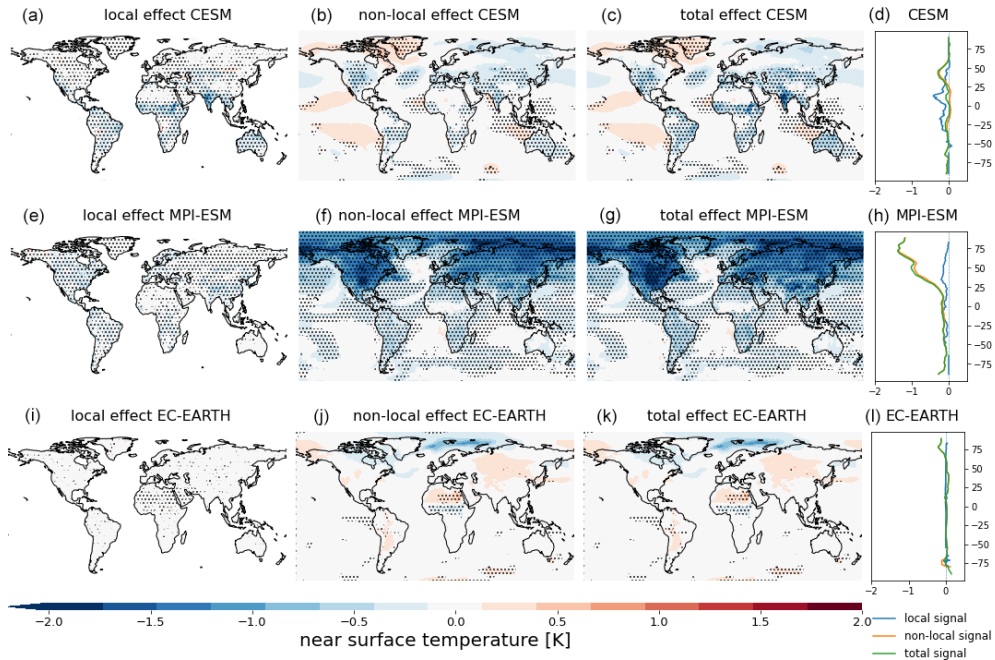 (a) local effect CESM (b) non-local effect CESM (c) total effect CESM (d) CESM
75
50
25
0
−25
−50
−75
−2 −1 0
(e) local effect MPI-ESM (f) non-local effect MPI-ESM (g) total effect MPI-ESM (h) MPI-ESM
75
50
25
0
−25
−50
−75
−2 −1 0
(i) local effect EC-EARTH (j) non-local effect EC-EARTH (k) total effect EC-EARTH (l) EC-EARTH
75
50
25
0
−25
−50
−75
−2 −1 0
−2.0 −1.5 −1.0 −0.5 0.0 0.5 1.0 1.5 2.0
near surface temperature [K]
local signal
non-local signal
total signal